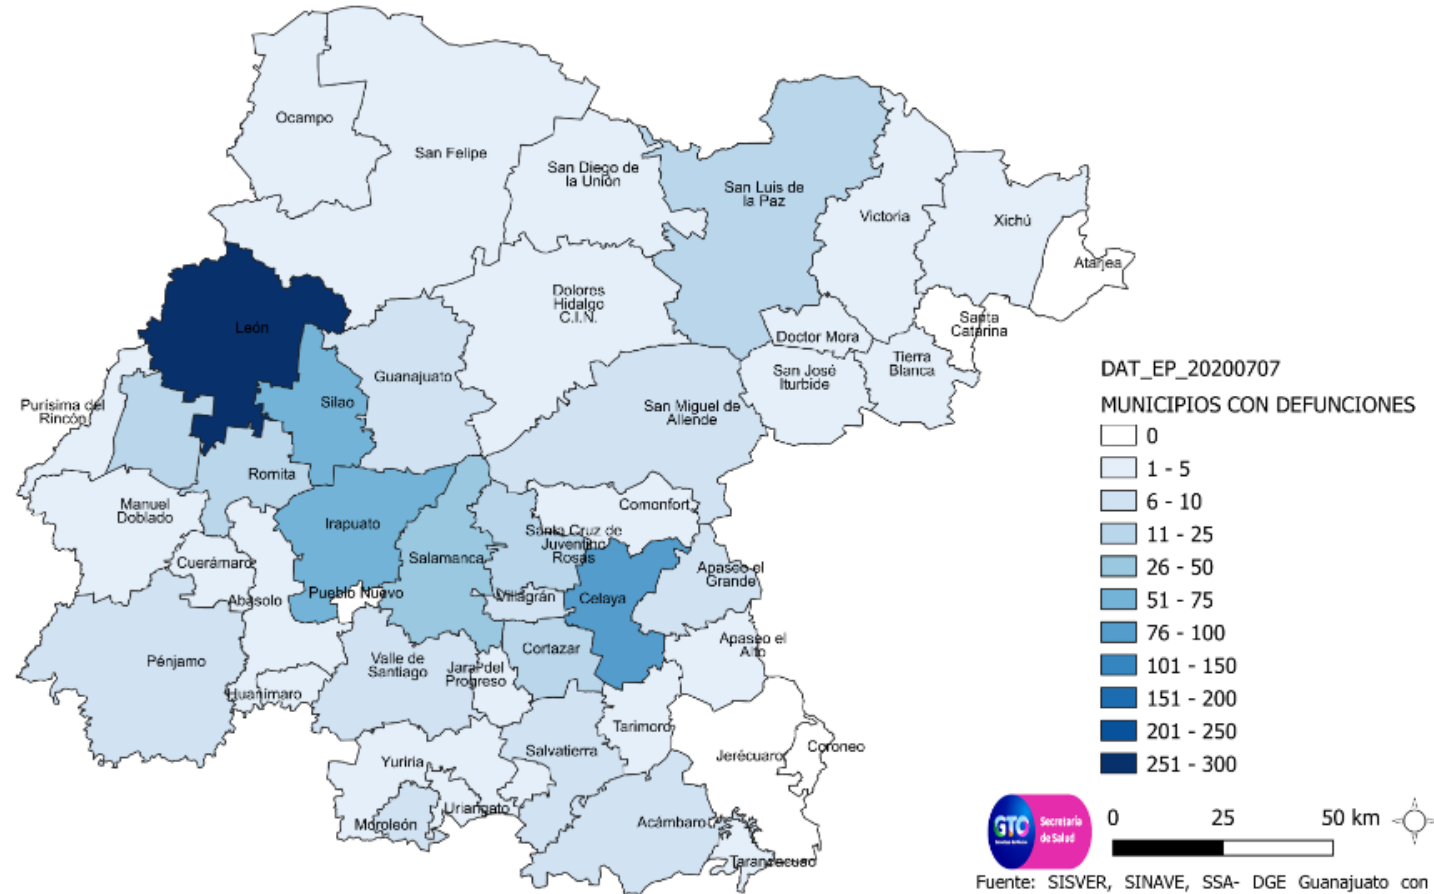 Ocampo
San Felipe
San Diego de
la Unión
San Luis de
la Paz
Victoria
Xichú
Atarjea
Dolores
Hidalgo
C.I.N.
León
Santa
Catarina
Doctor Mora
Tierra
Blanca
San José
Iturbide
Guanajuato
Silao
San Miguel de
Allende
Purísima del
Rincón
Romita
Manuel
Doblado
Irapuato
Comonfort
Santa Cruz de
Juventino
Rosas
Salamanca
Cuerámaro
Apaseo el
Grande
Pueblo Nuevo
Abasolo
Villagrán
Celaya
Apaseo el
Alto
Cortazar
Pénjamo
Valle de
Santiago
Jaral del
Progreso
Huanímaro
Tarimoro
Salvatierra
Jerécuaro
Coroneo
Yuriria
Uriangato
Moroleón
Acámbaro
Tarandacuao
DAT_EP_20200707
MUNICIPIOS CON DEFUNCIONES
0
1 - 5
6 - 10
11 - 25
26 - 50
51 - 75
76 - 100
101 - 150
151 - 200
201 - 250
251 - 300
GTO
Secretaría
de Salud
0 25 50 km
Fuente: SISVER, SINAVE, SSA- DGE Guanajuato con